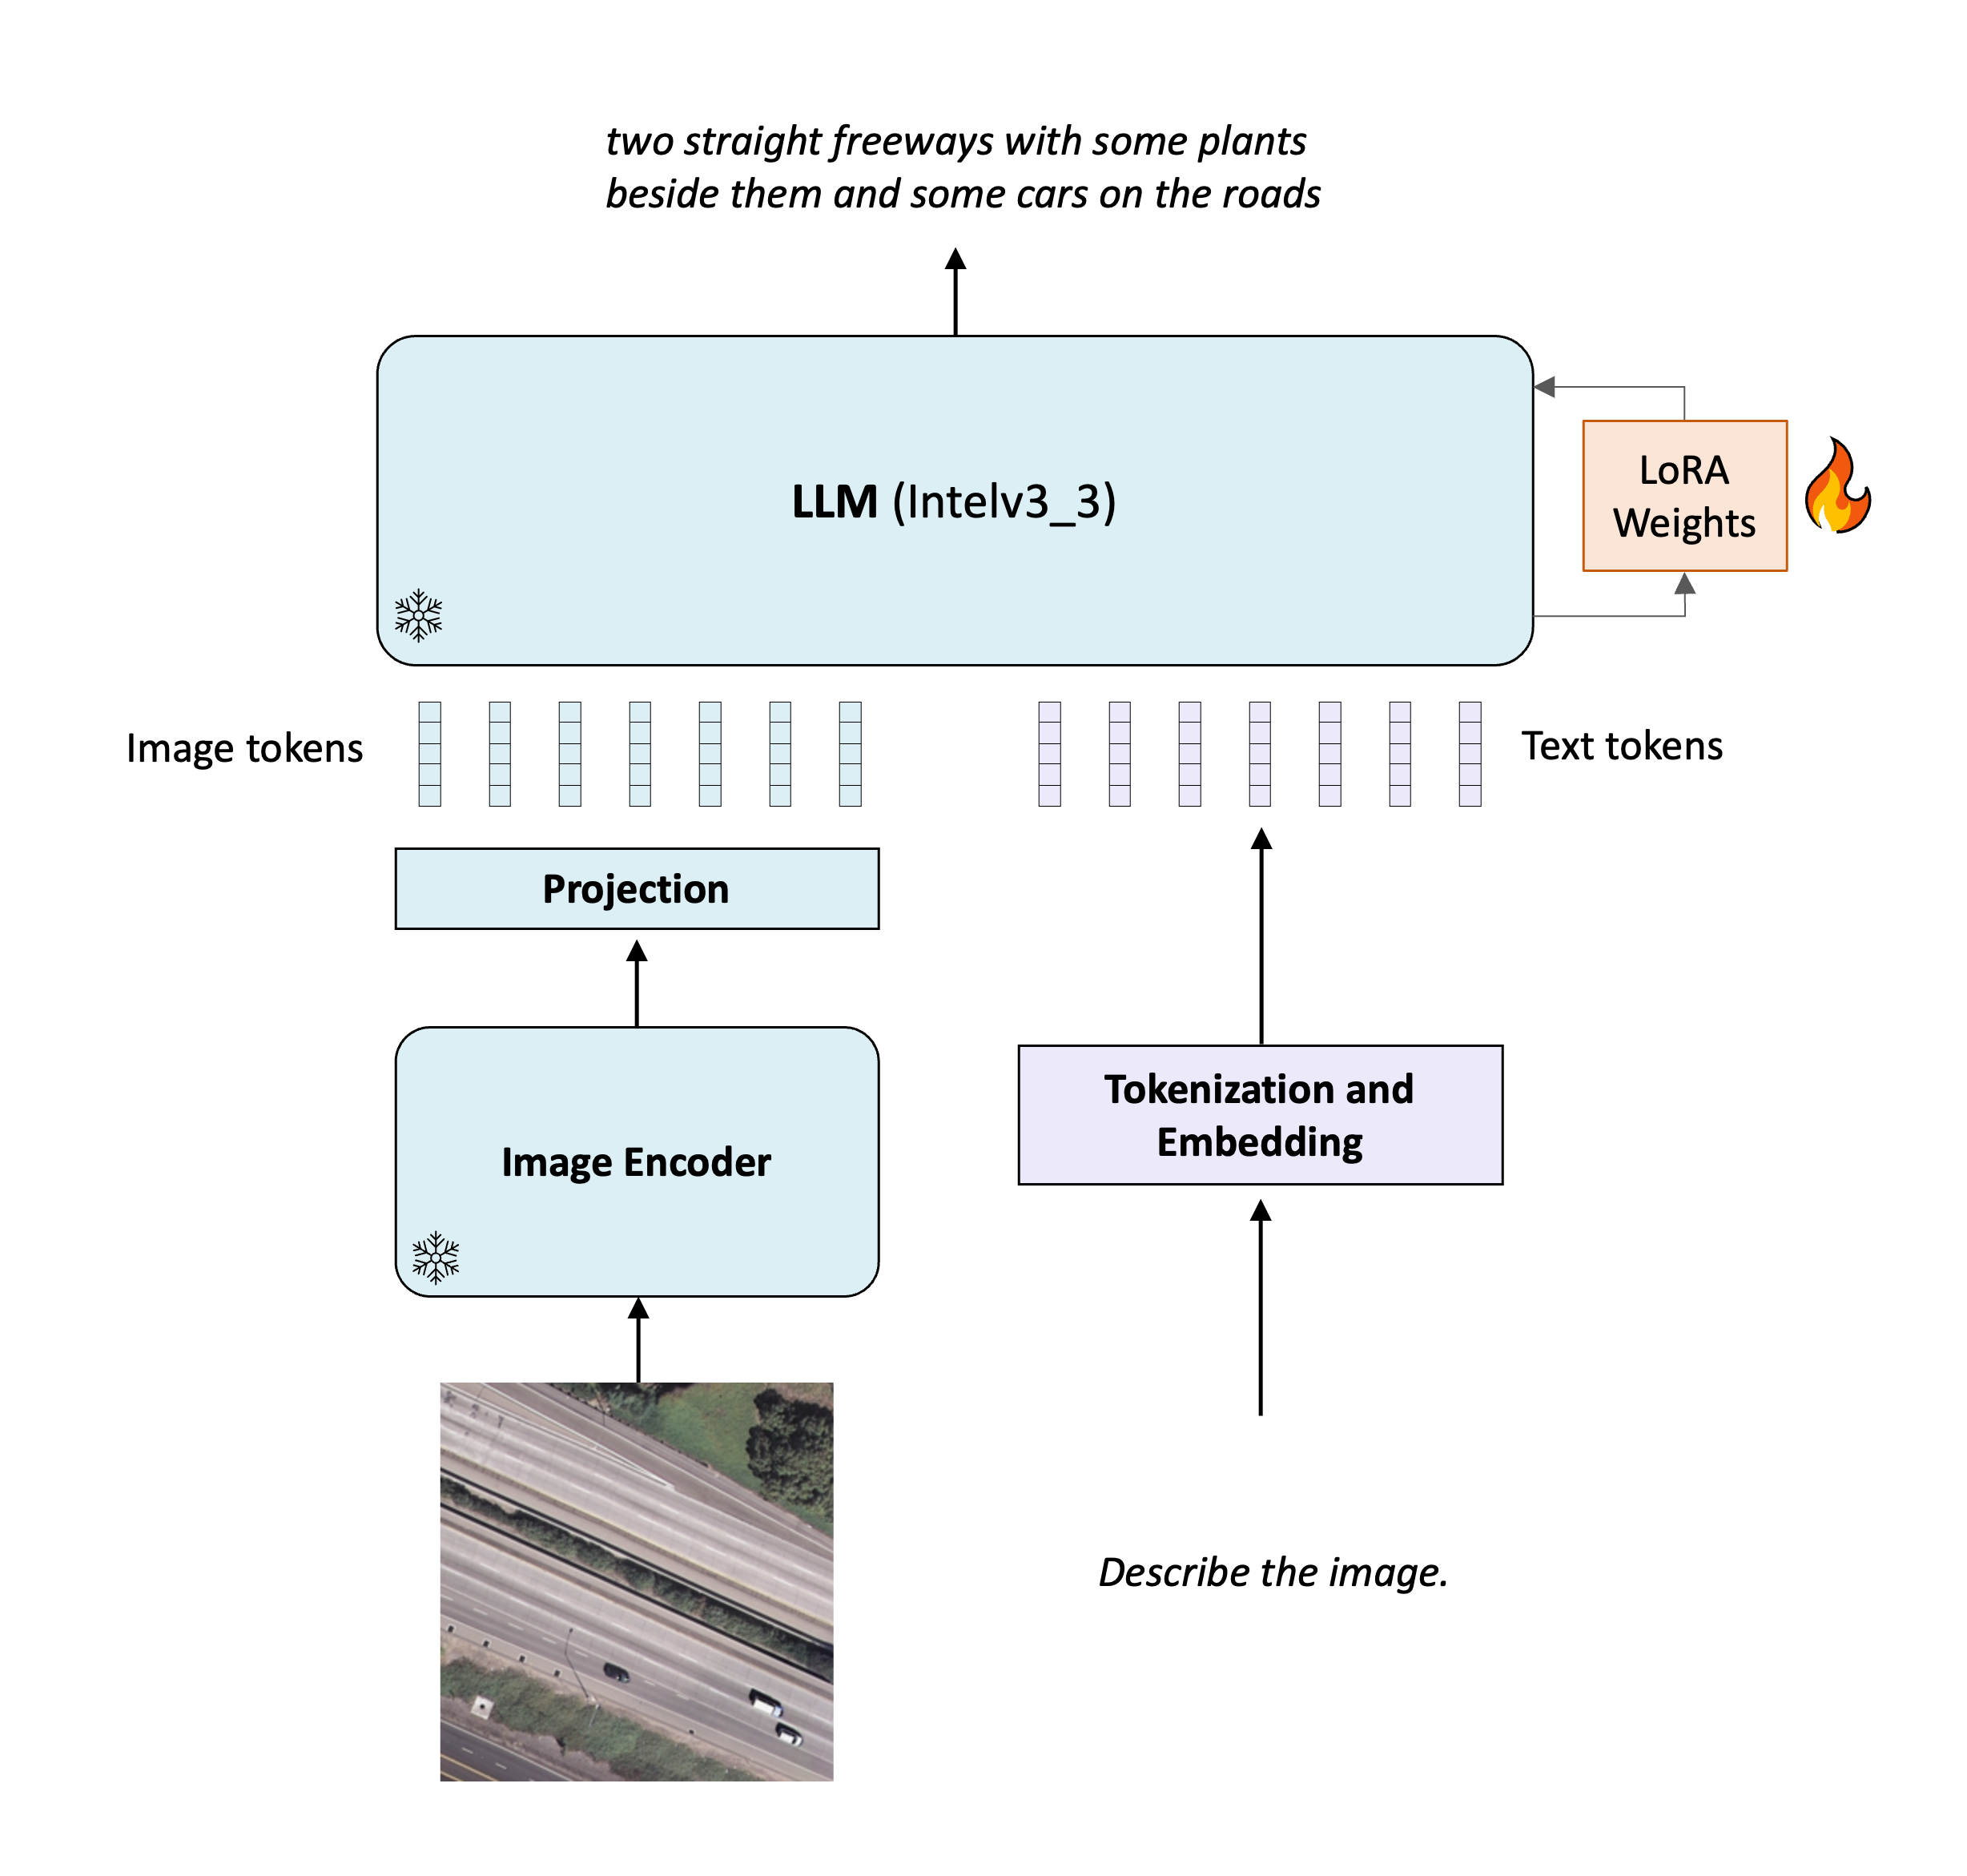 two straight freeways with some plants
beside them and some cars on the roads
LLM (Intelv3_3)
LoRA
Weights
Image tokens
Text tokens
Projection
Tokenization and
Embedding
Image Encoder
Describe the image.